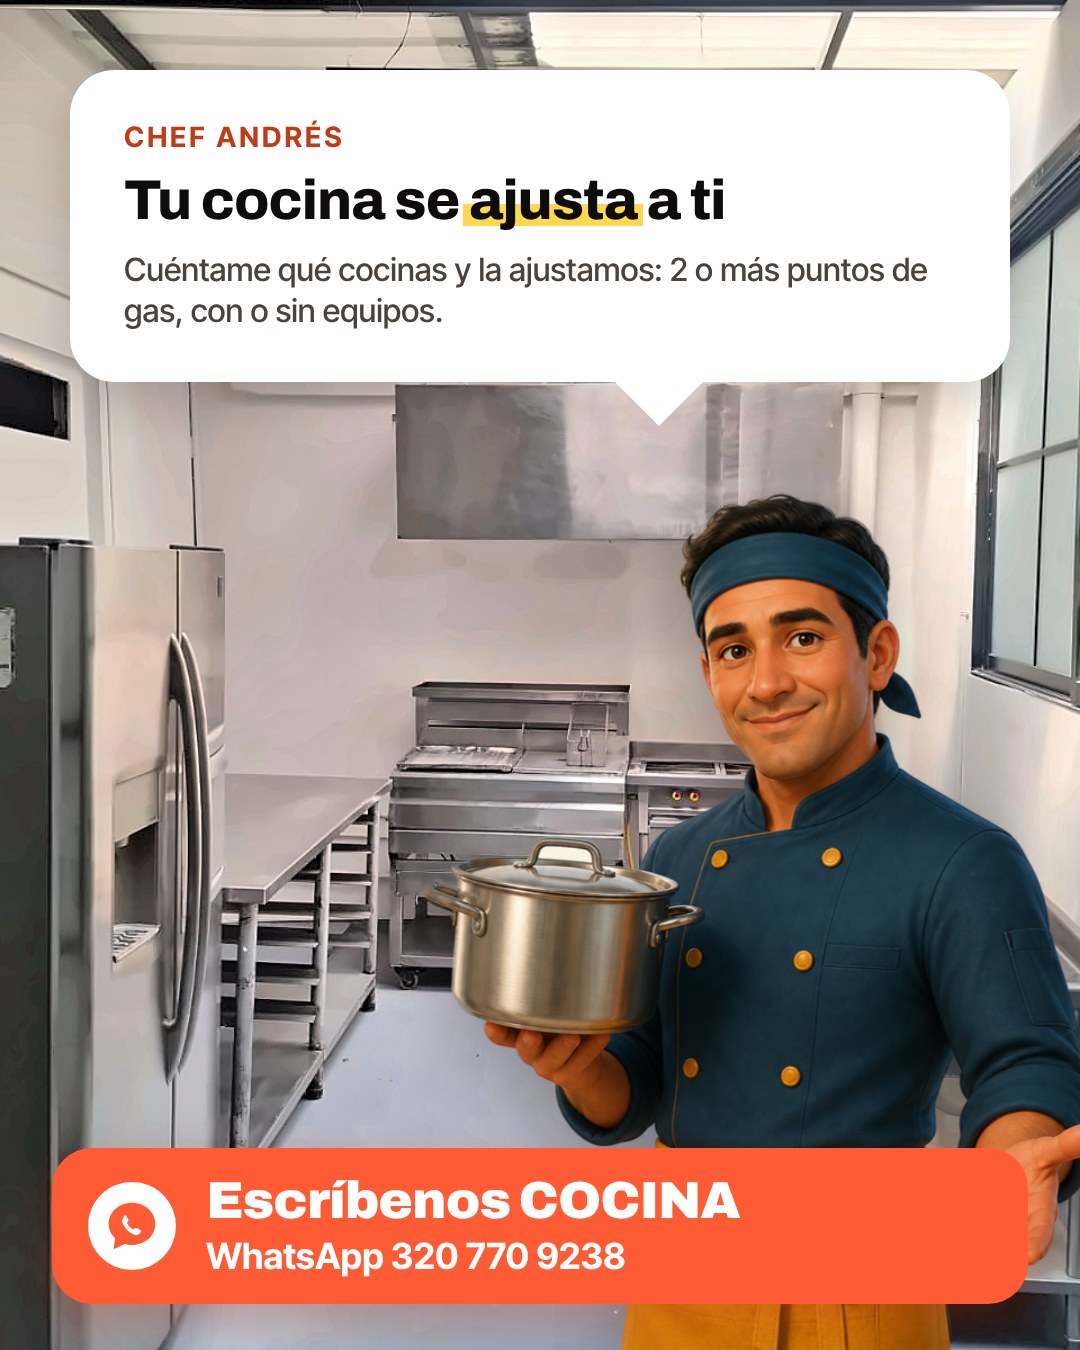 CHEF ANDRÉS
Tu cocina se ajusta a ti
Cuéntame qué cocinas y la ajustamos: 2 o más puntos de
gas, con o sin equipos.
Escríbenos COCINA
WhatsApp 320 770 9238